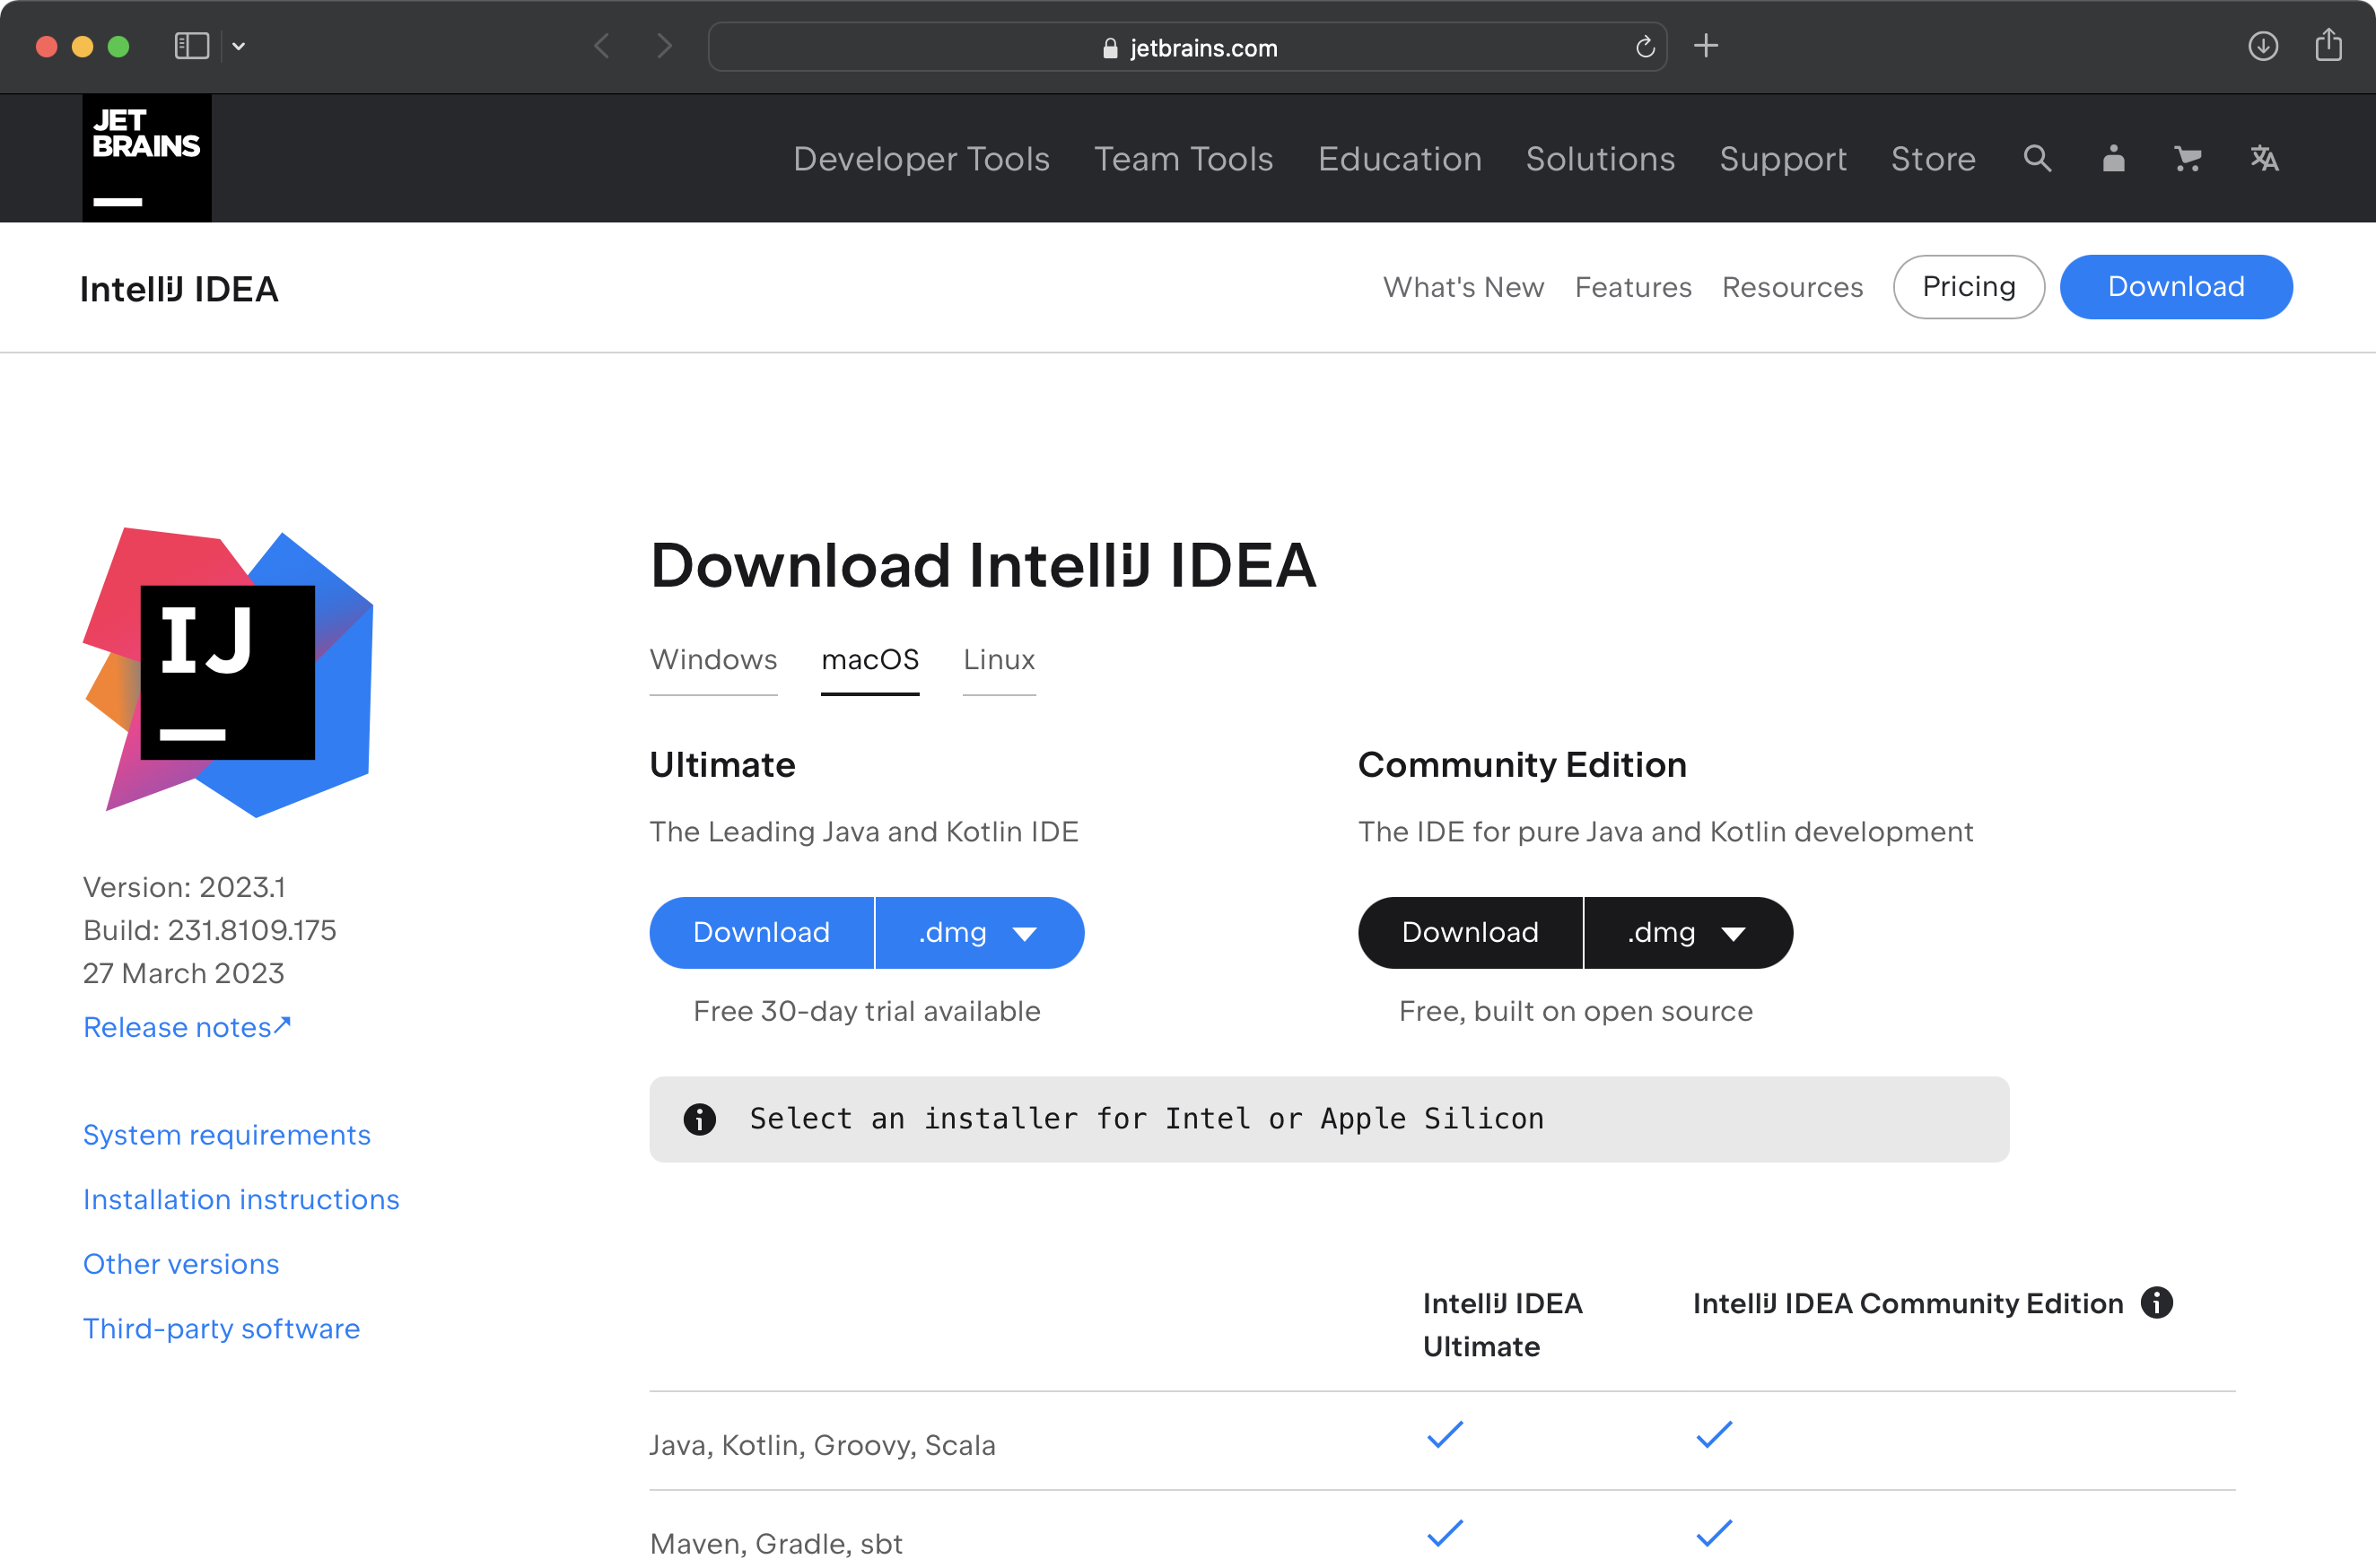 jetbrains.com
JET
BRAINS
Developer Tools Team Tools Education Solutions Support Store
IntelliJ IDEA
What's New Features Resources Pricing Download
IJ
Version: 2023.1
Build: 231.8109.175
27 March 2023
Release notes↗
System requirements
Installation instructions
Other versions
Third-party software
Download IntelliJ IDEA
Windows macOS Linux
Ultimate
The Leading Java and Kotlin IDE
Download .dmg
Free 30-day trial available
Community Edition
The IDE for pure Java and Kotlin development
Download .dmg
Free, built on open source
Select an installer for Intel or Apple Silicon
IntelliJ IDEA
Ultimate
IntelliJ IDEA Community Edition
Java, Kotlin, Groovy, Scala
Maven, Gradle, sbt